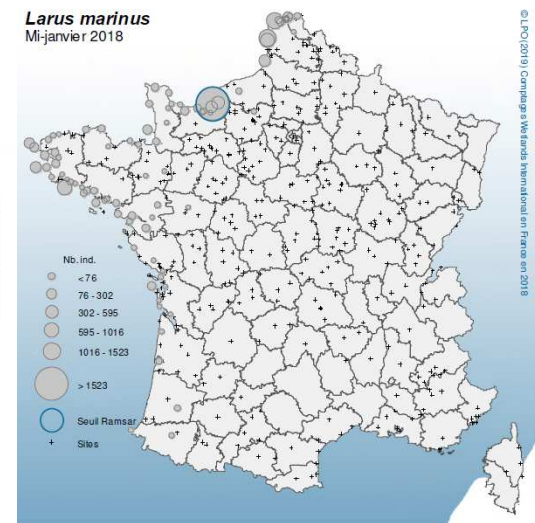 Larus marinus
Mi-janvier 2018
Nb. ind.
< 76
76 - 302
302 - 595
595 - 1016
1016 - 1523
> 1523
Seuil Ramsar
Sites
© LPO(2019) Comptages Wetlands International en France en 2018